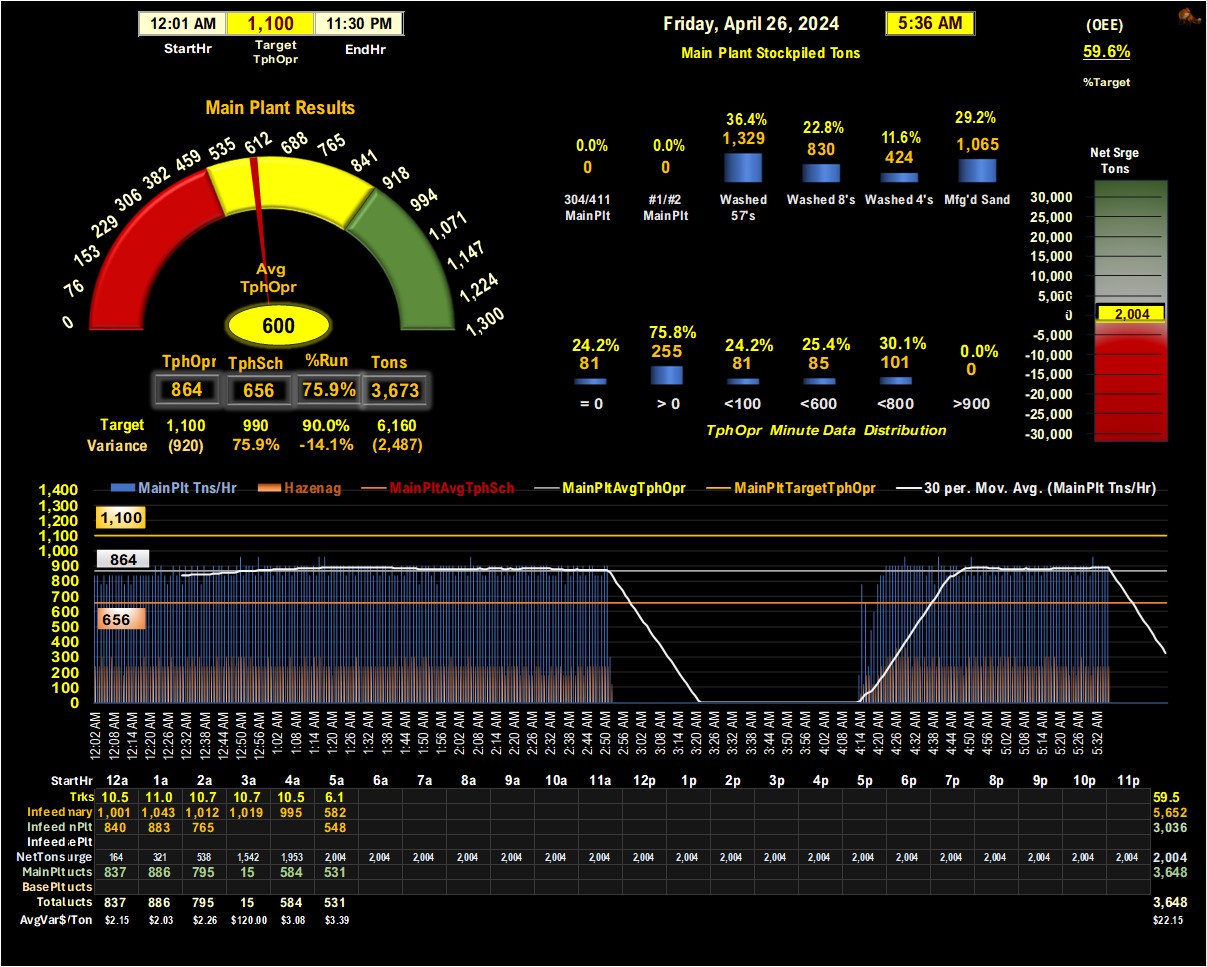 12:01 AM 1,100 11:30 PM
StartHr Target TphOpr EndHr
Friday, April 26, 2024 5:36 AM
Main Plant Stockpiled Tons
(OEE)
59.6%
%Target
Main Plant Results
0 76 153 229 306 382 459 535 612 688 765 841 918 994 1,071 1,147 1,224 1,300
Avg
TphOpr
600
TphOpr TphSch %Run Tons
864 656 75.9% 3,673
Target 1,100 990 90.0% 6,160
Variance (920) 75.9% -14.1% (2,487)
0.0% 0.0% 36.4% 22.8% 11.6% 29.2%
0 0 1,329 830 424 1,065
304/411 #1/#2 Washed Washed 8's Washed 4's Mfg'd Sand
MainPlt MainPlt 57's
24.2% 75.8% 24.2% 25.4% 30.1% 0.0%
81 255 81 85 101 0
= 0 > 0 <100 <600 <800 >900
TphOpr Minute Data Distribution
Net Srge
Tons
30,000
25,000
20,000
15,000
10,000
5,000
0 2,004
-5,000
-10,000
-15,000
-20,000
-25,000
-30,000
MainPlt Tns/Hr Hazenag MainPltAvgTphSch MainPltAvgTphOpr MainPltTargetTphOpr 30 per. Mov. Avg. (MainPlt Tns/Hr)
1,400
1,300
1,200
1,100
1,000
900
800
700
600
500
400
300
200
100
0
1,100
864
656
12:02 AM 12:08 AM 12:14 AM 12:20 AM 12:26 AM 12:32 AM 12:38 AM 12:44 AM 12:50 AM 12:56 AM 1:02 AM 1:08 AM 1:14 AM 1:20 AM 1:26 AM 1:32 AM 1:38 AM 1:44 AM 1:50 AM 1:56 AM 2:02 AM 2:08 AM 2:14 AM 2:20 AM 2:26 AM 2:32 AM 2:38 AM 2:44 AM 2:50 AM 2:56 AM 3:02 AM 3:08 AM 3:14 AM 3:20 AM 3:26 AM 3:32 AM 3:38 AM 3:44 AM 3:50 AM 3:56 AM 4:02 AM 4:08 AM 4:14 AM 4:20 AM 4:26 AM 4:32 AM 4:38 AM 4:44 AM 4:50 AM 4:56 AM 5:02 AM 5:08 AM 5:14 AM 5:20 AM 5:26 AM 5:32 AM
StartHr 12a 1a 2a 3a 4a 5a 6a 7a 8a 9a 10a 11a 12p 1p 2p 3p 4p 5p 6p 7p 8p 9p 10p 11p
Trks 10.5 11.0 10.7 10.7 10.5 6.1 59.5
Infeed mary 1,001 1,043 1,012 1,019 995 582 5,652
Infeed nPlt 840 883 765 548 3,036
Infeed ePlt
NetTons urge 164 321 538 1,542 1,953 2,004 2,004 2,004 2,004 2,004 2,004 2,004 2,004 2,004 2,004 2,004 2,004 2,004 2,004 2,004 2,004 2,004 2,004 2,004 2,004
MainPl ucts 837 886 795 15 584 531 3,648
BasePlt ucts
Total ucts 837 886 795 15 584 531 3,648
AvgVar$/Ton $2.15 $2.03 $2.26 $120.00 $3.08 $3.39 $22.15